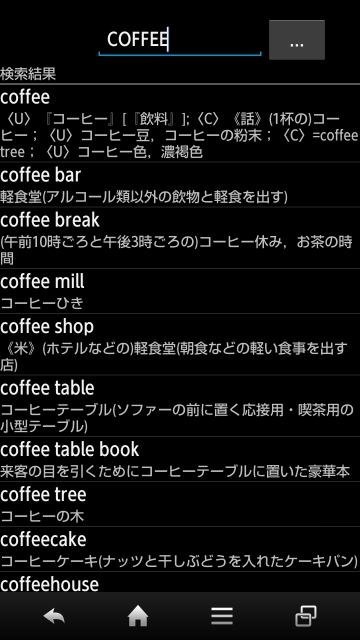 COFFEE
...
検索結果
coffee
〈U〉『コーヒー』[『飲料』];〈C〉《話》(1杯の)コー
ヒー；〈U〉コーヒー豆，コーヒーの粉末；〈C〉=coffee
tree；〈U〉コーヒー色，濃褐色
coffee bar
軽食堂(アルコール類以外の飲物と軽食を出す)
coffee break
(午前10時ごろと午後3時ごろの)コーヒー休み，お茶の時
間
coffee mill
コーヒーひき
coffee shop
《米》(ホテルなどの)軽食堂(朝食などの軽い食事を出す
店)
coffee table
コーヒーテーブル(ソファーの前に置く応接用・喫茶用の
小型テーブル)
coffee table book
来客の目を引くためにコーヒーテーブルに置いた豪華本
coffee tree
コーヒーの木
coffeecake
コーヒーケーキ(ナッツと干しぶどうを入れたケーキパン)
coffeehouse